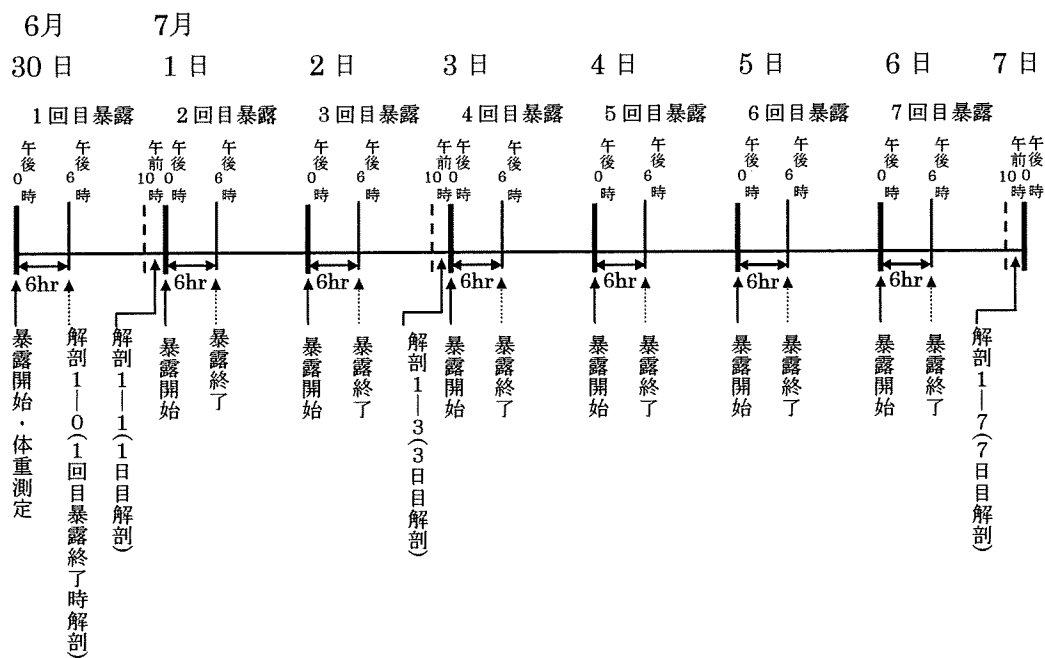 6月 7月
30日 1日 2日 3日 4日 5日 6日 7日
1回目暴露 2回目暴露 3回目暴露 4回目暴露 5回目暴露 6回目暴露 7回目暴露
午後0時
午後6時
午前10時
午後0時
午後6時
午後0時
午後6時
午前10時
午後0時
午後6時
午後0時
午後6時
午後0時
午後6時
午後0時
午後6時
午前10時
午後0時
6hr 6hr 6hr 6hr 6hr 6hr 6hr
暴露開始・体重測定
解剖1―0(1回目暴露終了時解剖)
解剖1―1(1日目解剖)
暴露開始
暴露終了
暴露開始
暴露終了
解剖1―3(3日目解剖)
暴露開始
暴露終了
暴露開始
暴露終了
暴露開始
暴露終了
暴露開始
暴露終了
解剖1―7(7日目解剖)